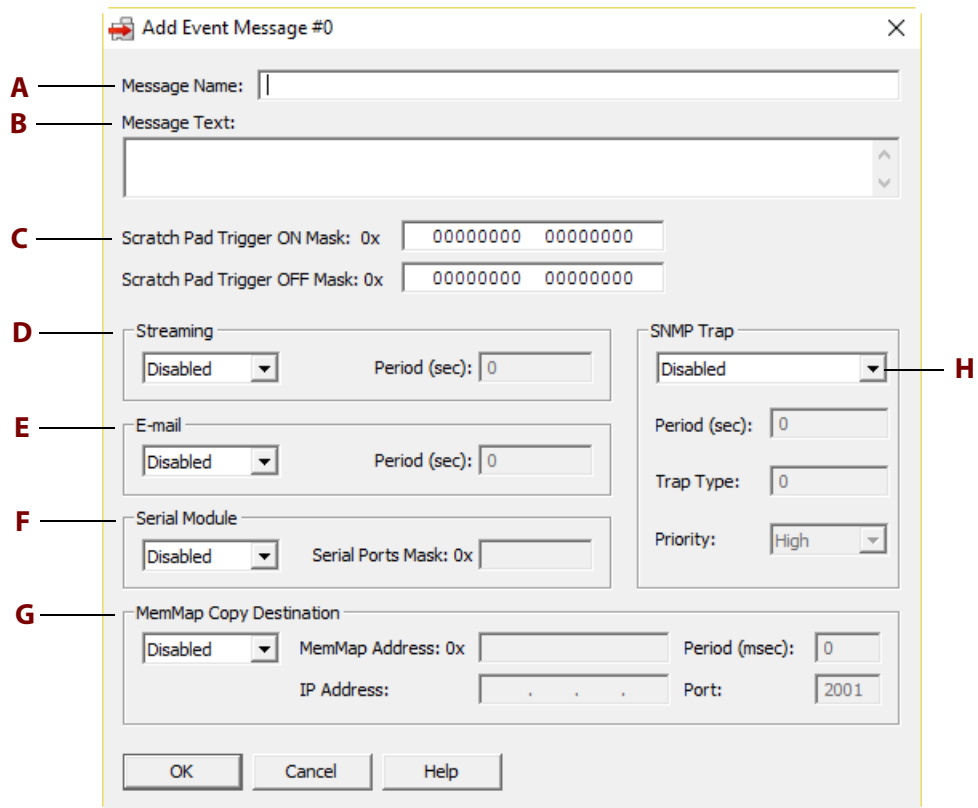 Add Event Message #0
A Message Name:
B Message Text:
C Scratch Pad Trigger ON Mask: 0x 00000000 00000000
Scratch Pad Trigger OFF Mask: 0x 00000000 00000000
D Streaming
Disabled Period (sec): 0
E E-mail
Disabled Period (sec): 0
F Serial Module
Disabled Serial Ports Mask: 0x
SNMP Trap
Disabled H
Period (sec): 0
Trap Type: 0
Priority: High
G MemMap Copy Destination
Disabled MemMap Address: 0x Period (msec): 0
IP Address: . . . Port: 2001
OK Cancel Help